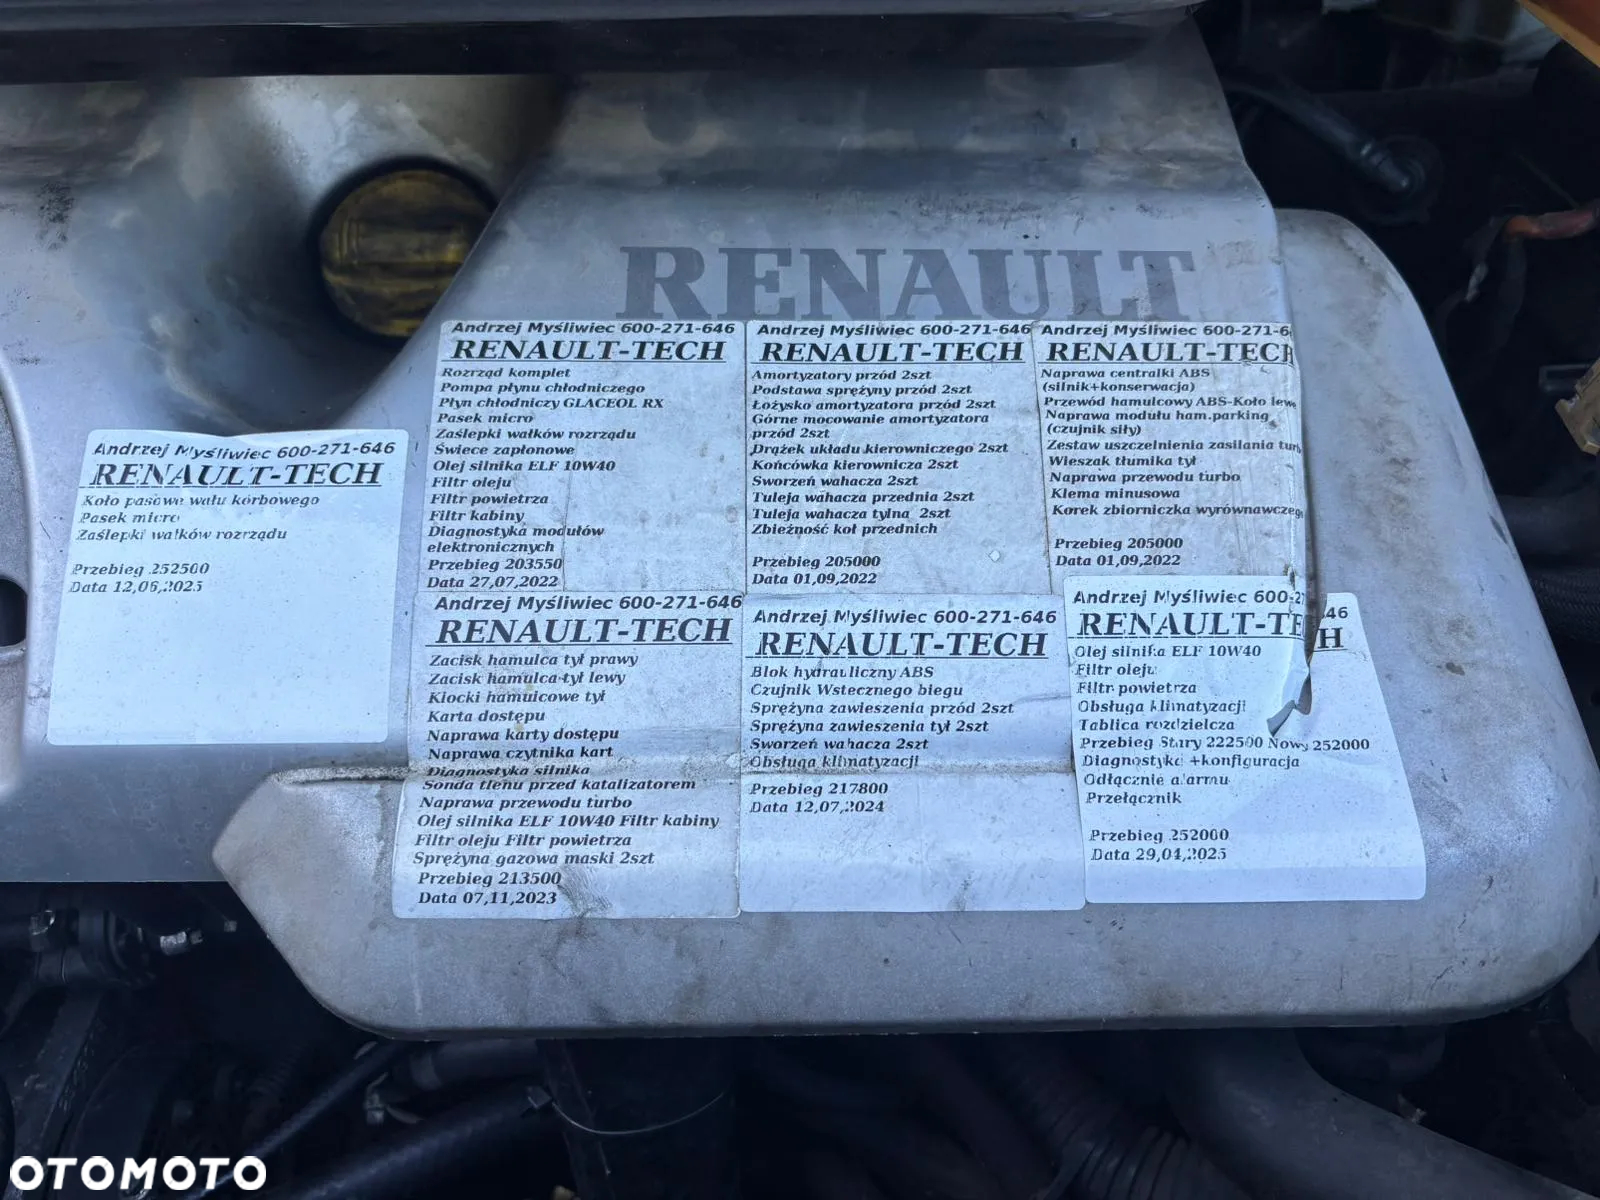 RENAULT
Andrzej Myśliwiec 600-271-646
RENAULT-TECH
Rozrząd komplet
Pompa płynu chłodniczego
Płyn chłodniczy GLACEOL RX
Pasek micro
Zaślepki wałków rozrządu
Świece zapłonowe
Olej silnika ELF 10W40
Filtr oleju
Filtr powietrza
Filtr kabiny
Diagnostyka modułów
elektronicznych
Przebieg 203550
Data 27,07,2022
Andrzej Myśliwiec 600-271-646
RENAULT-TECH
Amortyzatory przód 2szt
Podstawa sprężyny przód 2szt
Łożysko amortyzatora przód 2szt
Górne mocowanie amortyzatora
przód 2szt
Drążek układu kierowniczego 2szt
Końcówka kierownicza 2szt
Sworzeń wahacza 2szt
Tuleja wahacza przednia 2szt
Tuleja wahacza tylna 2szt
Zbieżność kół przednich
Przebieg 205000
Data 01,09,2022
Andrzej Myśliwiec 600-271-6
RENAULT-TECH
Naprawa centralki ABS
(silnik+konserwacja)
Przewód hamulcowy ABS-Koło lewe
Naprawa modułu ham.parking
(czujnik siły)
Zestaw uszczelnienia zasilania turb
Wieszak tłumika tył
Naprawa przewodu turbo
Klema minusowa
Korek zbiorniczka wyrównawczeg
Przebieg 205000
Data 01,09,2022
Andrzej Myśliwiec 600-271-646
RENAULT-TECH
Koło pasowe wału korbowego
Pasek micro
Zaślepki wałków rozrządu
Przebieg 252500
Data 12,06,2025
Andrzej Myśliwiec 600-271-646
RENAULT-TECH
Zacisk hamulca tył prawy
Zacisk hamulca tył lewy
Klocki hamulcowe tył
Karta dostępu
Naprawa karty dostępu
Naprawa czytnika kart
Diagnostyka silnika
Sonda tlenu przed katalizatorem
Naprawa przewodu turbo
Olej silnika ELF 10W40 Filtr kabiny
Filtr oleju Filtr powietrza
Sprężyna gazowa maski 2szt
Przebieg 213500
Data 07,11,2023
Andrzej Myśliwiec 600-271-646
RENAULT-TECH
Blok hydrauliczny ABS
Czujnik Wstecznego biegu
Sprężyna zawieszenia przód 2szt
Sprężyna zawieszenia tył 2szt
Sworzeń wahacza 2szt
Obsługa klimatyzacji
Przebieg 217800
Data 12,07,2024
Andrzej Myśliwiec 600-2 46
RENAULT-TECH
Olej silnika ELF 10W40
Filtr oleju
Filtr powietrza
Obsługa klimatyzacji
Tablica rozdzielcza
Przebieg Stary 222500 Nowy 252000
Diagnostyka +konfiguracja
Odłącznie alarmu
Przełącznik
Przebieg 252000
Data 29,04,2025
OTOMOTO